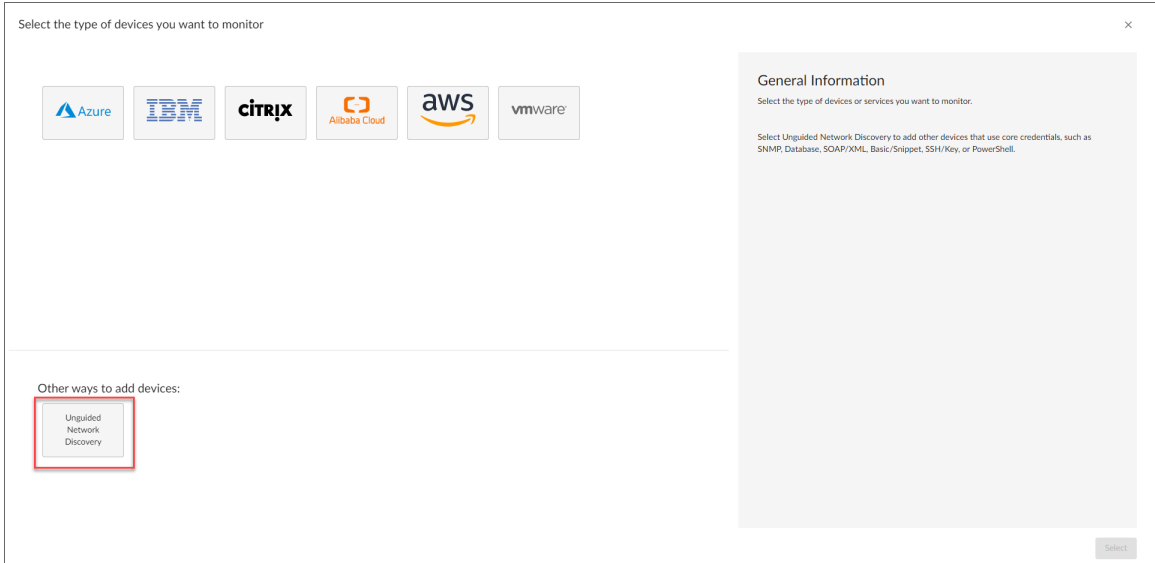 Select the type of devices you want to monitor
×
Azure
IBM
CİTRIX
Alibaba Cloud
aws
vmware
General Information
Select the type of devices or services you want to monitor.
Select Unguided Network Discovery to add other devices that use core credentials, such as
SNMP, Database, SOAP/XML, Basic/Snippet, SSH/Key, or PowerShell.
Other ways to add devices:
Unguided
Network
Discovery
Select